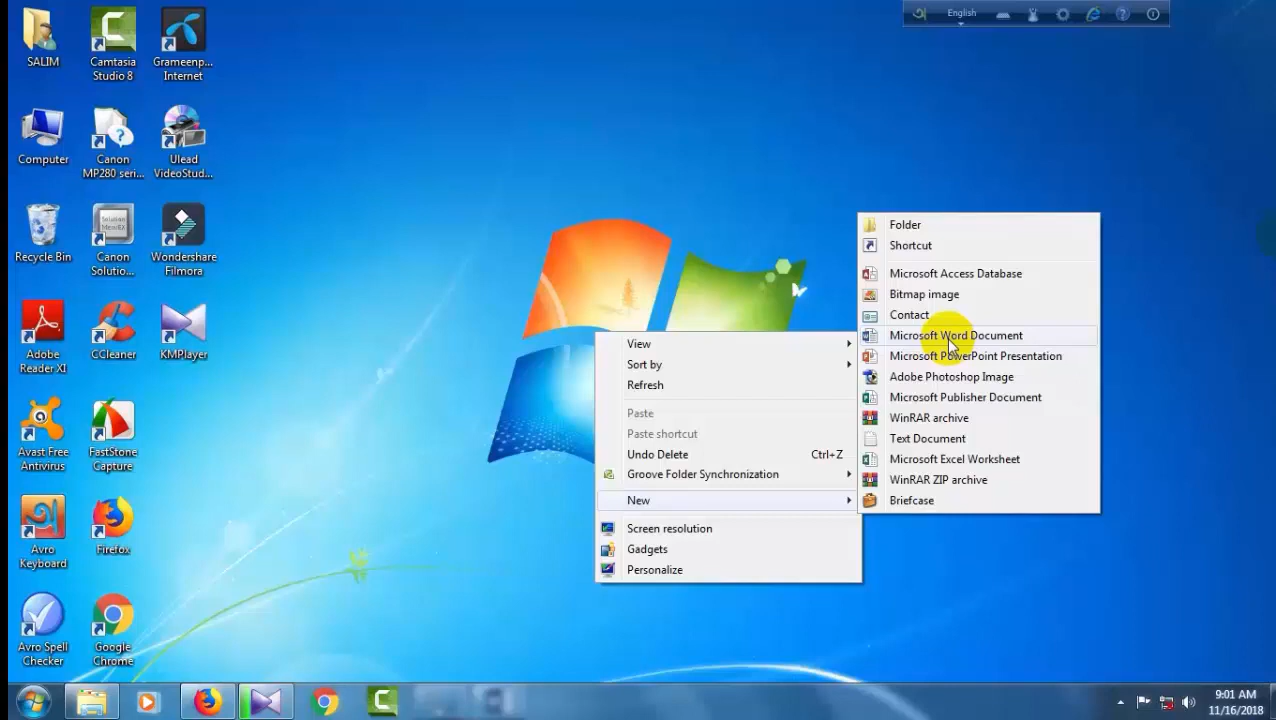 English
SALIM
Camtasia
Studio 8
Grameenp...
Internet
Computer
Canon
MP280 seri...
Ulead
VideoStud...
Recycle Bin
Canon
Solutio...
Wondershare
Filmora
Adobe
Reader XI
CCleaner
KMPlayer
Avast Free
Antivirus
FastStone
Capture
Avro
Keyboard
Firefox
Avro Spell
Checker
Google
Chrome
View
Sort by
Refresh
Paste
Paste shortcut
Undo Delete Ctrl+Z
Groove Folder Synchronization
New
Screen resolution
Gadgets
Personalize
Folder
Shortcut
Microsoft Access Database
Bitmap image
Contact
Microsoft Word Document
Microsoft PowerPoint Presentation
Adobe Photoshop Image
Microsoft Publisher Document
WinRAR archive
Text Document
Microsoft Excel Worksheet
WinRAR ZIP archive
Briefcase
9:01 AM
11/16/2018